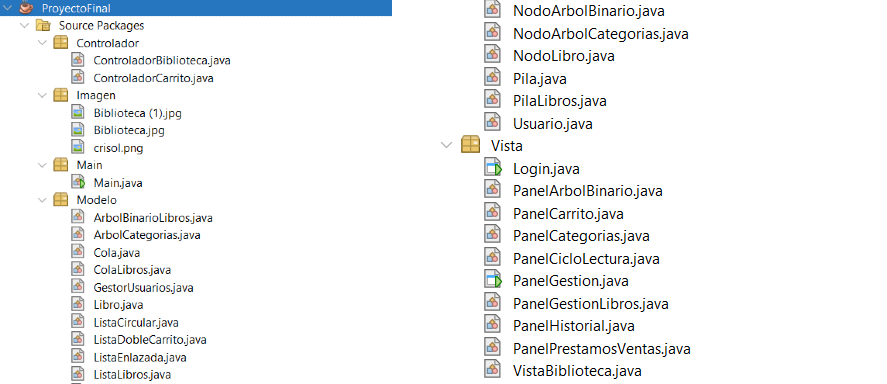 ProyectoFinal
Source Packages
Controlador
ControladorBiblioteca.java
ControladorCarrito.java
Imagen
Biblioteca (1).jpg
Biblioteca.jpg
crisol.png
Main
Main.java
Modelo
ArbolBinarioLibros.java
ArbolCategorias.java
Cola.java
ColaLibros.java
GestorUsuarios.java
Libro.java
ListaCircular.java
ListaDobleCarrito.java
ListaEnlazada.java
ListaLibros.java
NodoArbolBinario.java
NodoArbolCategorias.java
NodoLibro.java
Pila.java
PilaLibros.java
Usuario.java
Vista
Login.java
PanelArbolBinario.java
PanelCarrito.java
PanelCategorias.java
PanelCicloLectura.java
PanelGestion.java
PanelGestionLibros.java
PanelHistorial.java
PanelPrestamosVentas.java
VistaBiblioteca.java